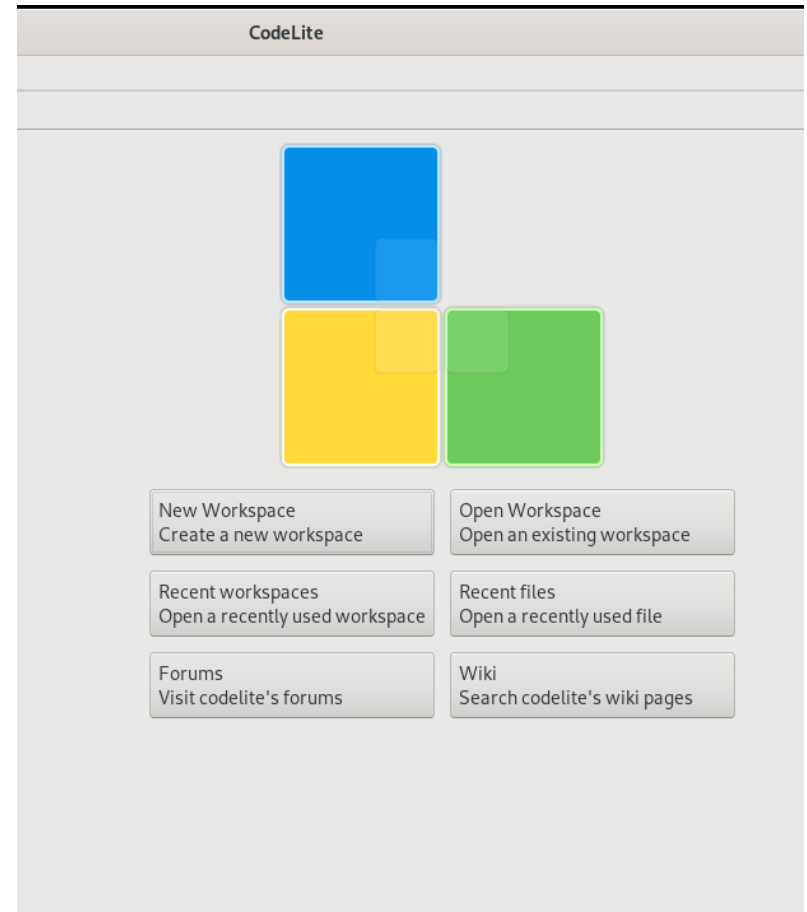 CodeLite
New Workspace
Create a new workspace
Open Workspace
Open an existing workspace
Recent workspaces
Open a recently used workspace
Recent files
Open a recently used file
Forums
Visit codelite's forums
Wiki
Search codelite's wiki pages